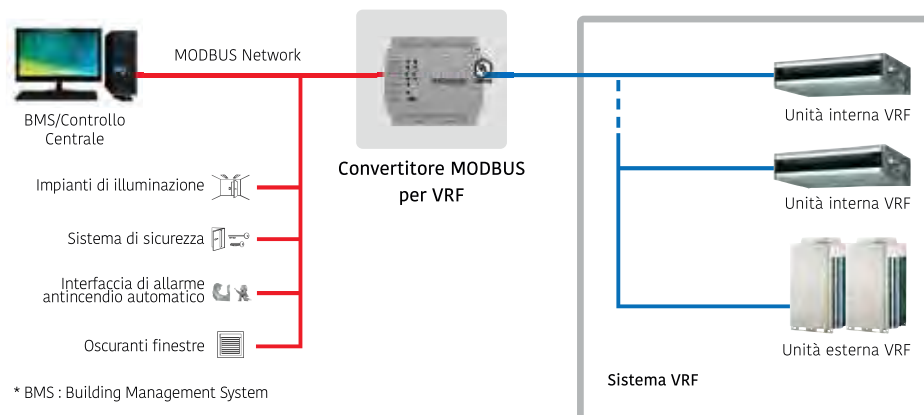 MODBUS Network
BMS/Controllo
Centrale
Impianti di illuminazione
Sistema di sicurezza
Interfaccia di allarme
antincendio automatico
Oscuranti finestre
* BMS : Building Management System
Convertitore MODBUS
per VRF
Unità interna VRF
Unità interna VRF
Unità esterna VRF
Sistema VRF